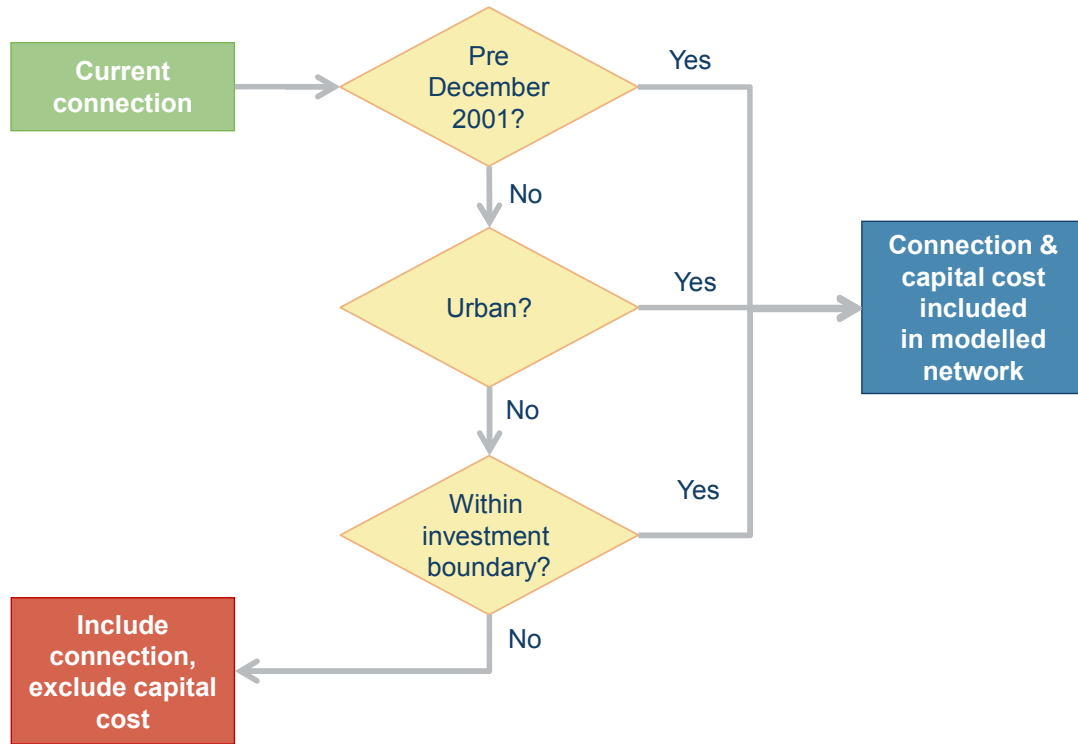 Current
connection
Pre
December
2001?
Yes
No
Urban?
Yes
Connection &
capital cost
included
in modelled
network
No
Within
investment
boundary?
Yes
Include
connection,
exclude capital
cost
No